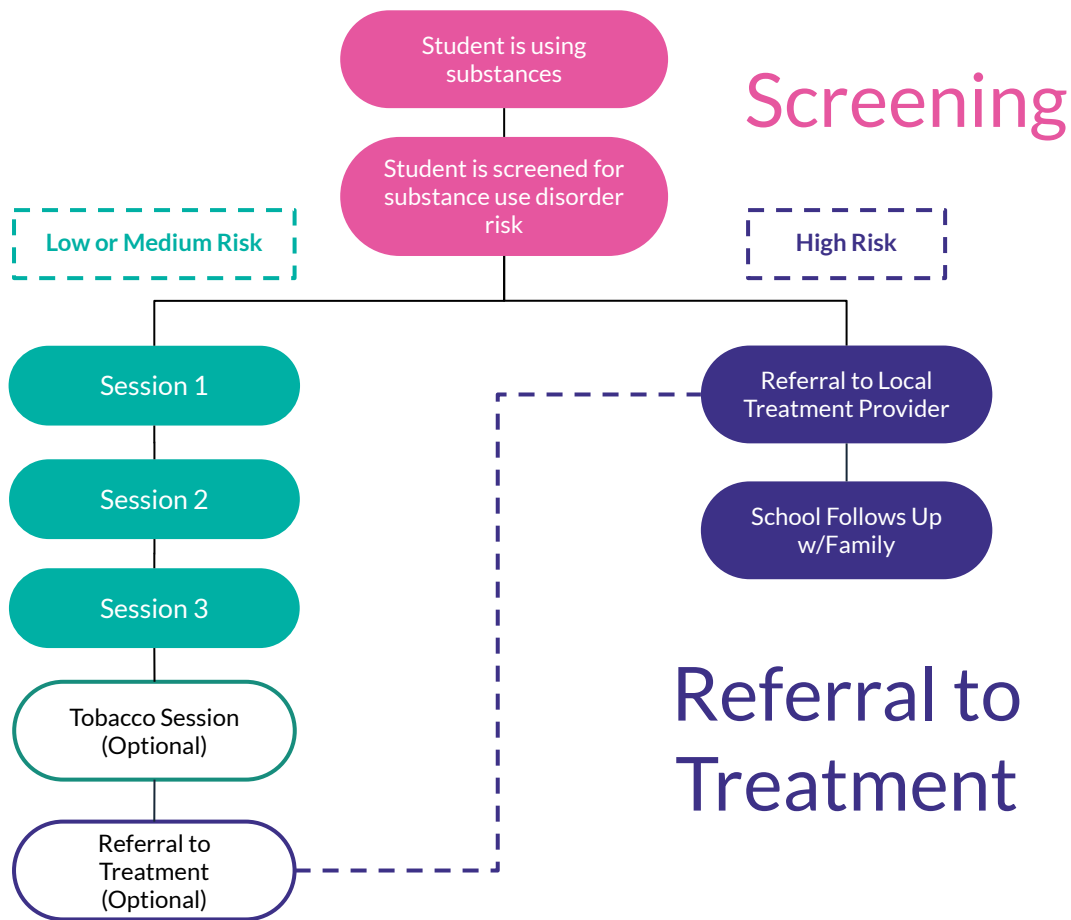 Student is using
substances
Screening
Student is screened for
substance use disorder
risk
Low or Medium Risk
High Risk
Session 1
Referral to Local
Treatment Provider
Session 2
School Follows Up
w/Family
Session 3
Referral to
Treatment
Tobacco Session
(Optional)
Referral to
Treatment
(Optional)